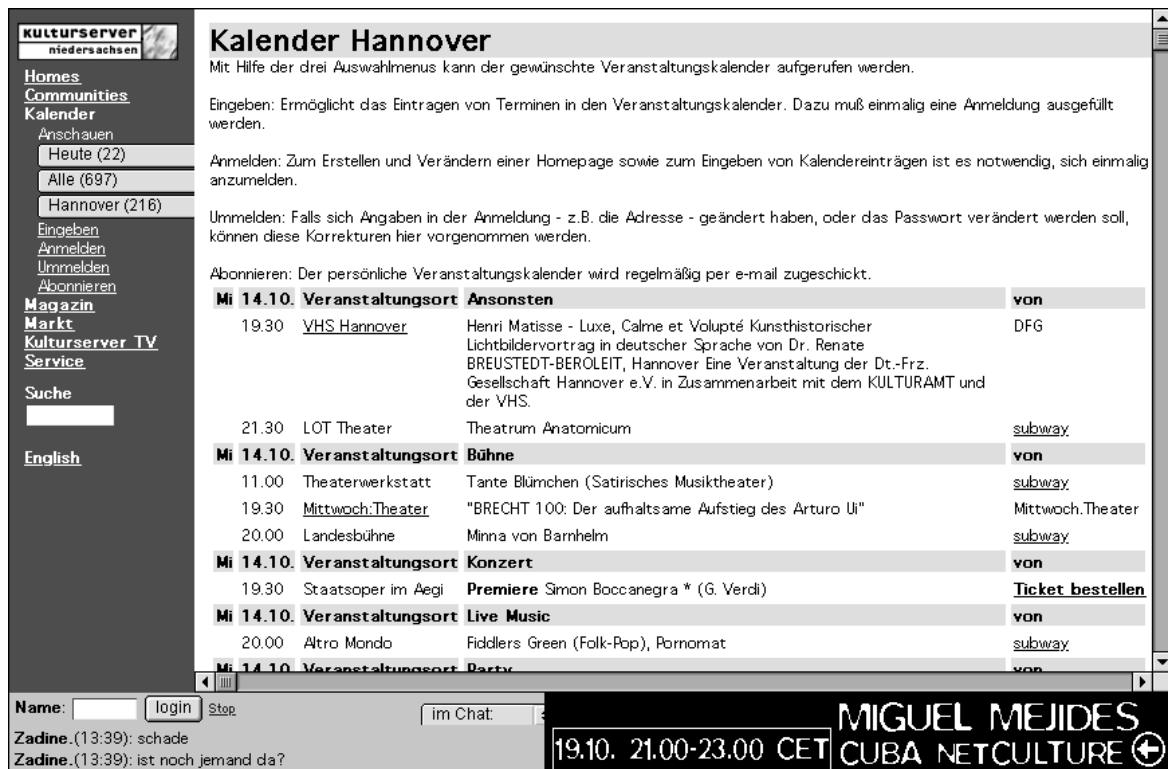 kulturserver
niedersachsen
Homes
Communities
Kalender
Anschauen
Heute (22)
Alle (697)
Hannover (216)
Eingeben
Anmelden
Ummelden
Abonnieren
Magazin
Markt
Kulturserver TV
Service
Suche
English
Kalender Hannover
Mit Hilfe der drei Auswahlmenus kann der gewünschte Veranstaltungskalender aufgerufen werden.
Eingeben: Ermöglicht das Eintragen von Terminen in den Veranstaltungskalender. Dazu muß einmalig eine Anmeldung ausgefüllt
werden.
Anmelden: Zum Erstellen und Verändern einer Homepage sowie zum Eingeben von Kalendereinträgen ist es notwendig, sich einmalig
anzumelden.
Ummelden: Falls sich Angaben in der Anmeldung - z.B. die Adresse - geändert haben, oder das Passwort verändert werden soll,
können diese Korrekturen hier vorgenommen werden.
Abonnieren: Der persönliche Veranstaltungskalender wird regelmäßig per e-mail zugeschickt.
Mi 14.10. Veranstaltungsort Ansonsten von
19.30 VHS Hannover Henri Matisse - Luxe, Calme et Volupté Kunsthistorischer DFG
Lichtbildervortrag in deutscher Sprache von Dr. Renate
BREUSTEDT-BEROLEIT, Hannover Eine Veranstaltung der Dt.-Frz.
Gesellschaft Hannover e.V. in Zusammenarbeit mit dem KULTURAMT und
der VHS.
21.30 LOT Theater Theatrum Anatomicum subway
Mi 14.10. Veranstaltungsort Bühne von
11.00 Theaterwerkstatt Tante Blümchen (Satirisches Musiktheater) subway
19.30 Mittwoch:Theater "BRECHT 100: Der aufhaltsame Aufstieg des Arturo Ui" Mittwoch.Theater
20.00 Landesbühne Minna von Barnhelm subway
Mi 14.10. Veranstaltungsort Konzert von
19.30 Staatsoper im Aegi Premiere Simon Boccanegra * (G. Verdi) Ticket bestellen
Mi 14.10. Veranstaltungsort Live Music von
20.00 Altro Mondo Fiddlers Green (Folk-Pop), Pornomat subway
Mi 14.10. Veranstaltungsort Party von
Name: login Stop im Chat:
Zadine.(13:39): schade
Zadine.(13:39): ist noch jemand da?
MIGUEL MEJIDES
19.10. 21.00-23.00 CET CUBA NETCULTURE